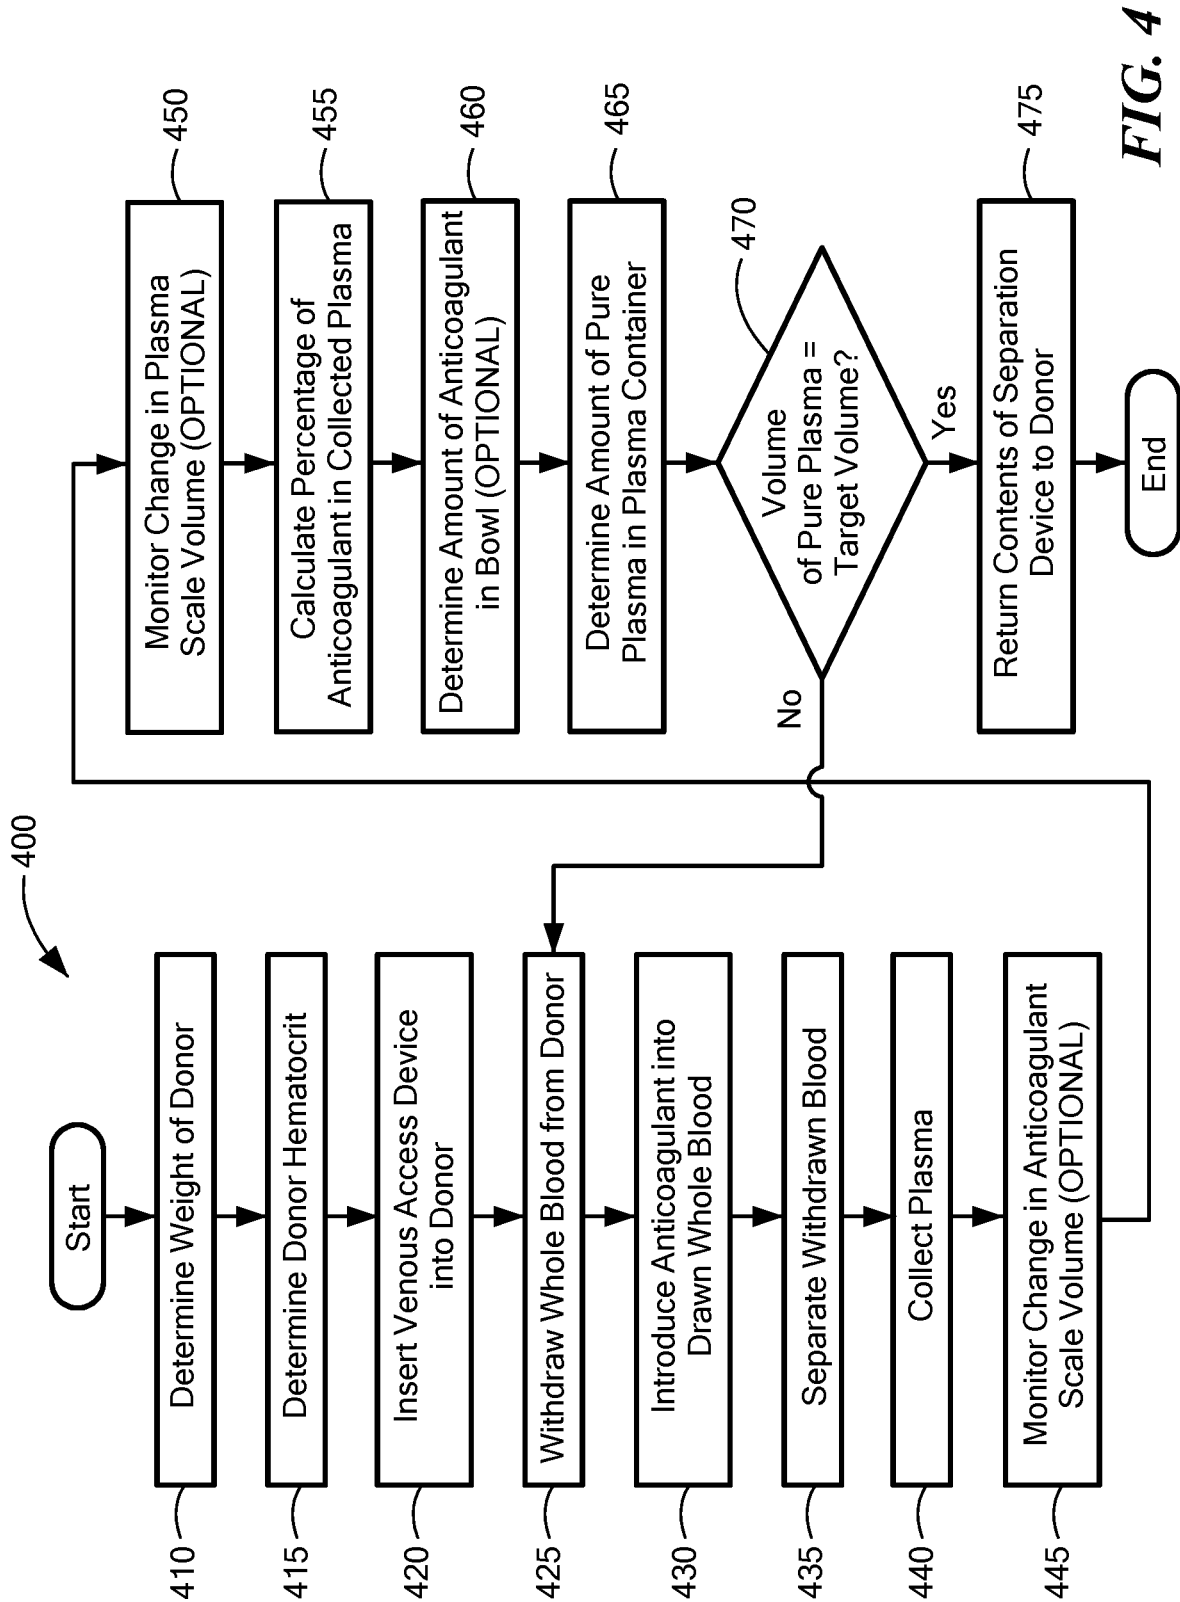 400
Start
410
Determine Weight of Donor
415
Determine Donor Hematocrit
420
Insert Venous Access Device
into Donor
425
Withdraw Whole Blood from Donor
430
Introduce Anticoagulant into
Drawn Whole Blood
435
Separate Withdrawn Blood
440
Collect Plasma
445
Monitor Change in Anticoagulant
Scale Volume (OPTIONAL)
450
Monitor Change in Plasma
Scale Volume (OPTIONAL)
455
Calculate Percentage of
Anticoagulant in Collected Plasma
460
Determine Amount of Anticoagulant
in Bowl (OPTIONAL)
465
Determine Amount of Pure
Plasma in Plasma Container
470
Volume
of Pure Plasma =
Target Volume?
No
Yes
475
Return Contents of Separation
Device to Donor
End
FIG. 4